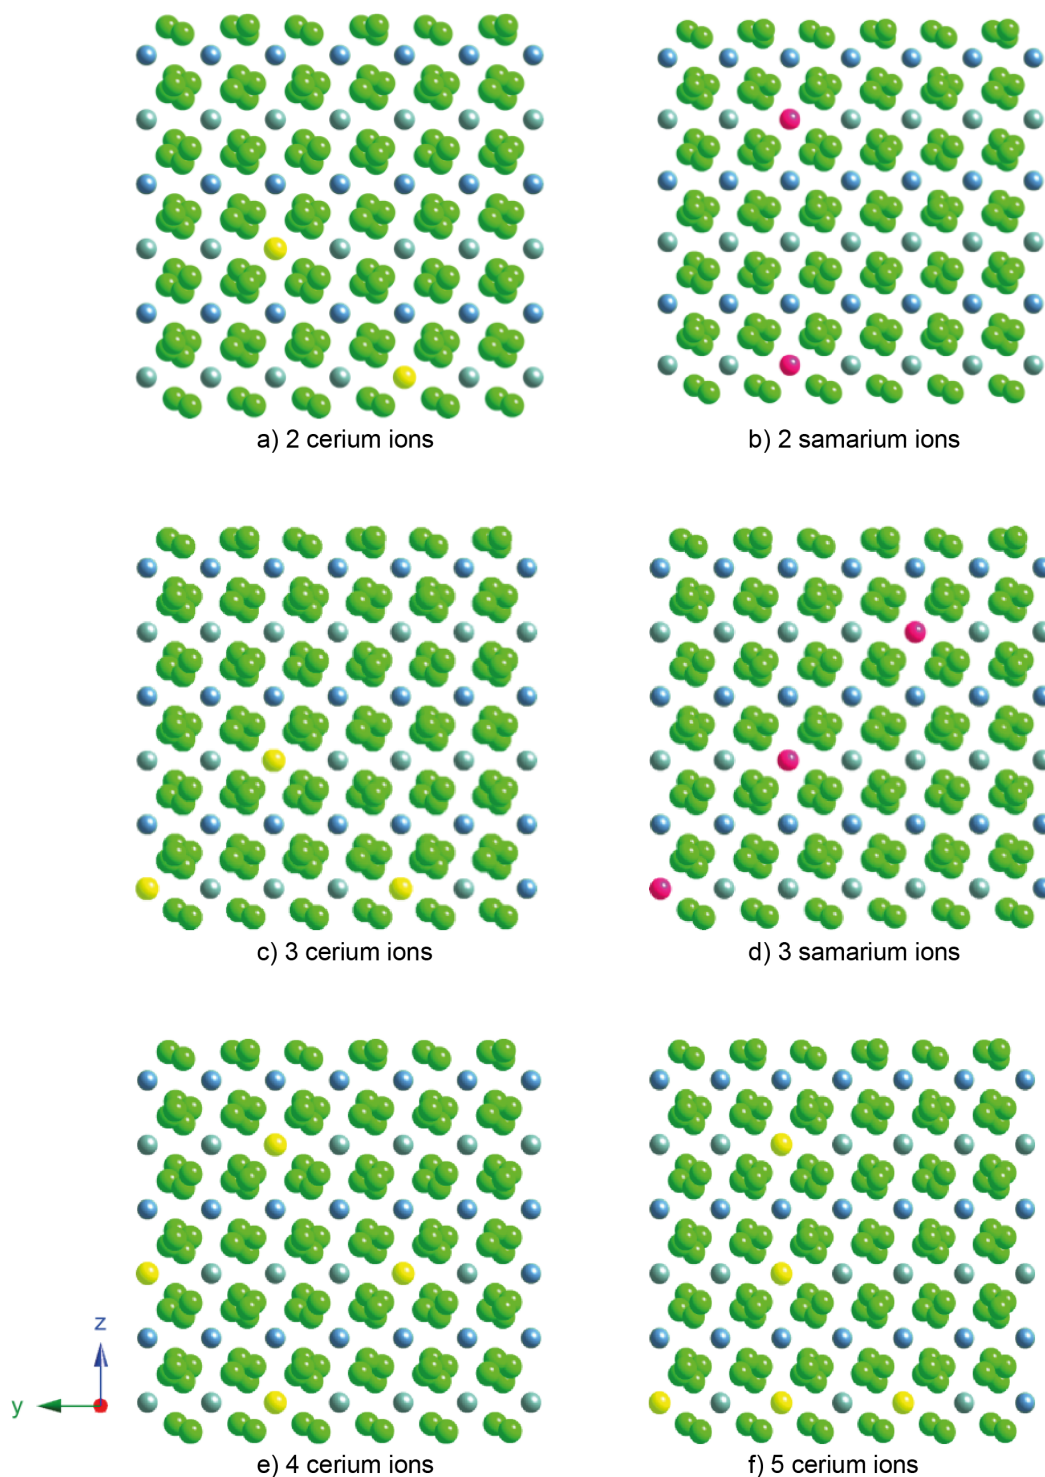 a) 2 cerium ions
b) 2 samarium ions
c) 3 cerium ions
d) 3 samarium ions
z
y
e) 4 cerium ions
f) 5 cerium ions